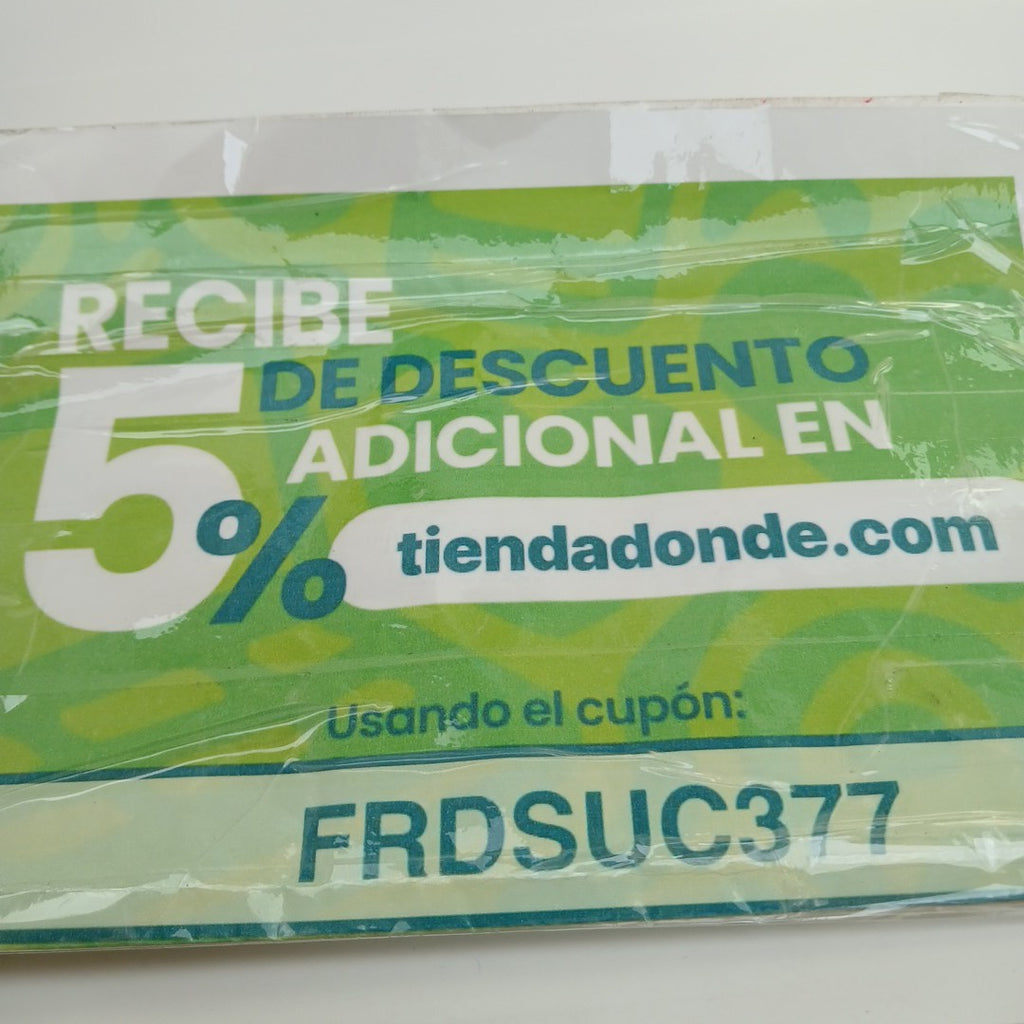 RECIBE
5% DE DESCUENTO
ADICIONAL EN
tiendadonde.com
Usando el cupón:
FRDSUC377